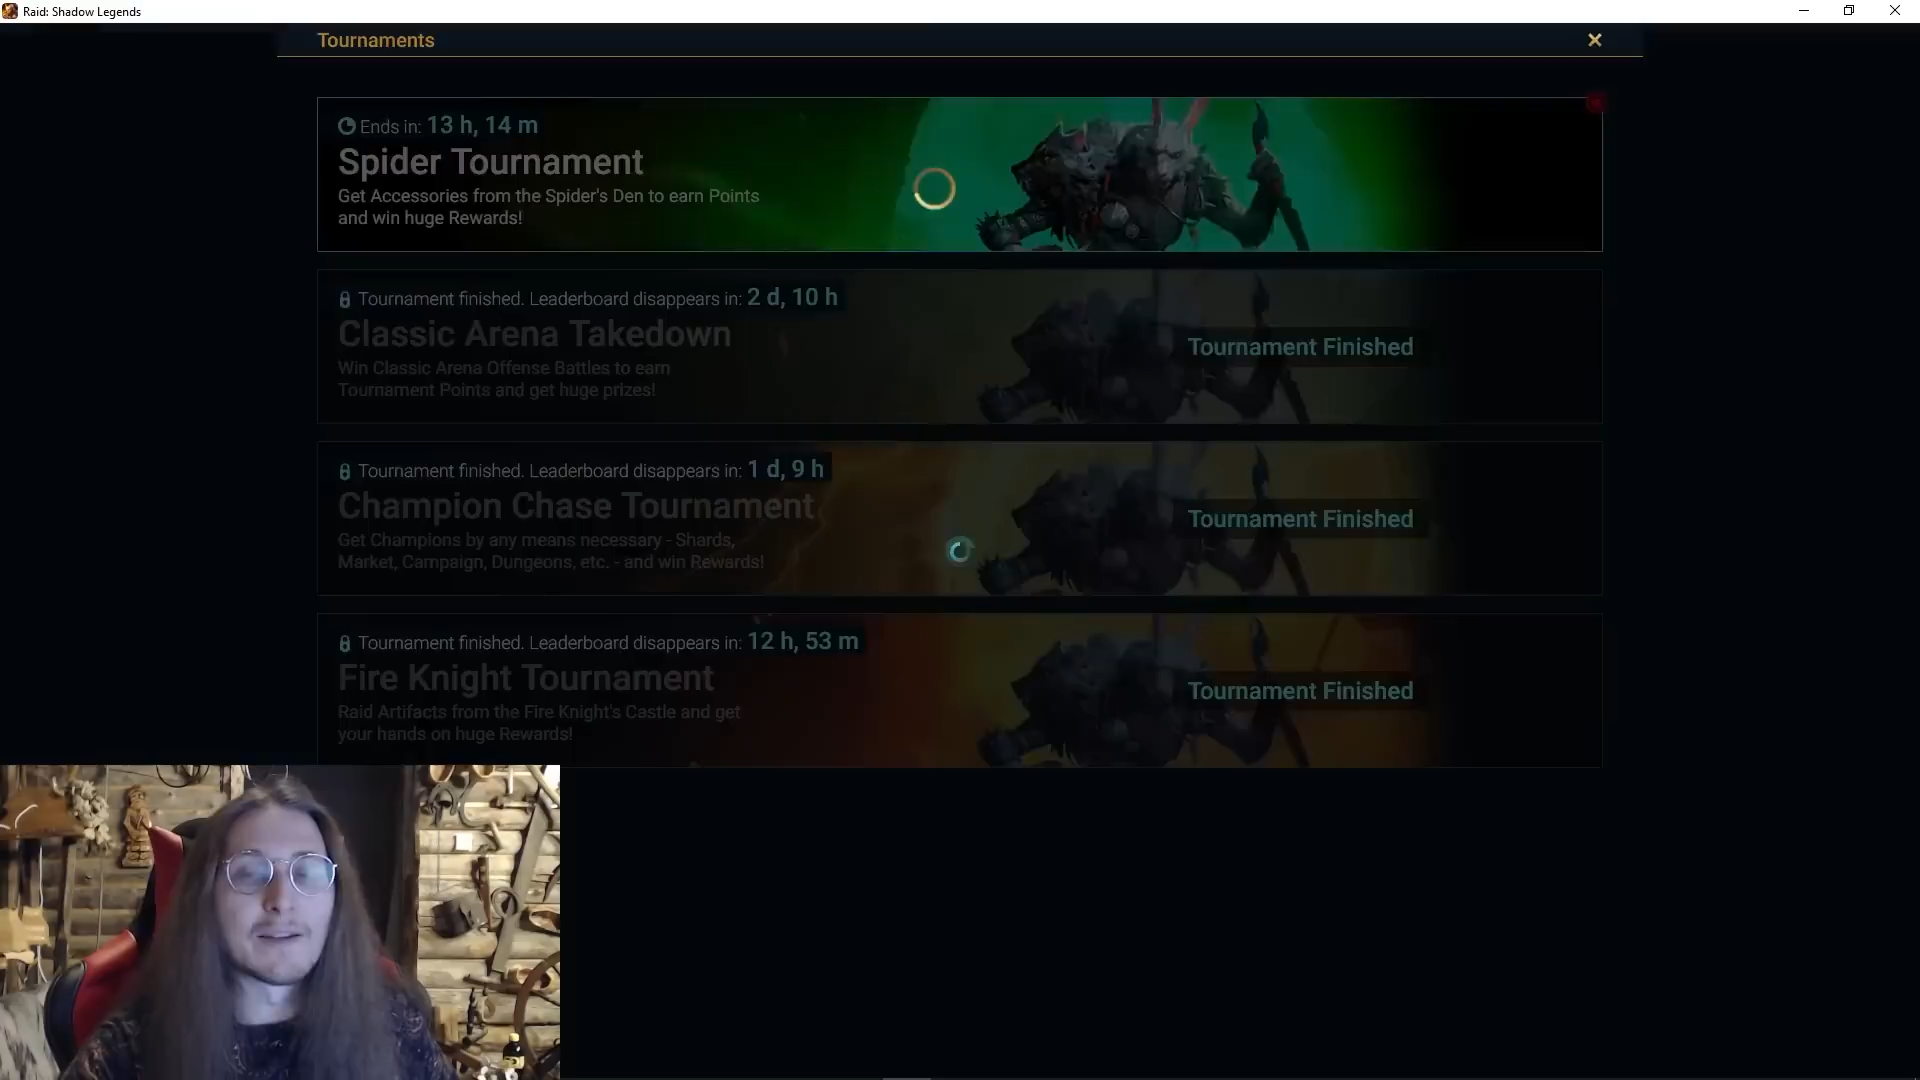 Raid: Shadow Legends
Tournaments
Ends in: 13 h, 14 m
Spider Tournament
Get Accessories from the Spider's Den to earn Points
and win huge Rewards!
Tournament finished. Leaderboard disappears in: 2 d, 10 h
Classic Arena Takedown
Win Classic Arena Offense Battles to earn
Tournament Points and get huge prizes!
Tournament Finished
Tournament finished. Leaderboard disappears in: 1 d, 9 h
Champion Chase Tournament
Get Champions by any means necessary - Shards,
Market, Campaign, Dungeons, etc. - and win Rewards!
Tournament Finished
Tournament finished. Leaderboard disappears in: 12 h, 53 m
Fire Knight Tournament
Raid Artifacts from the Fire Knight's Castle and get
your hands on huge Rewards!
Tournament Finished